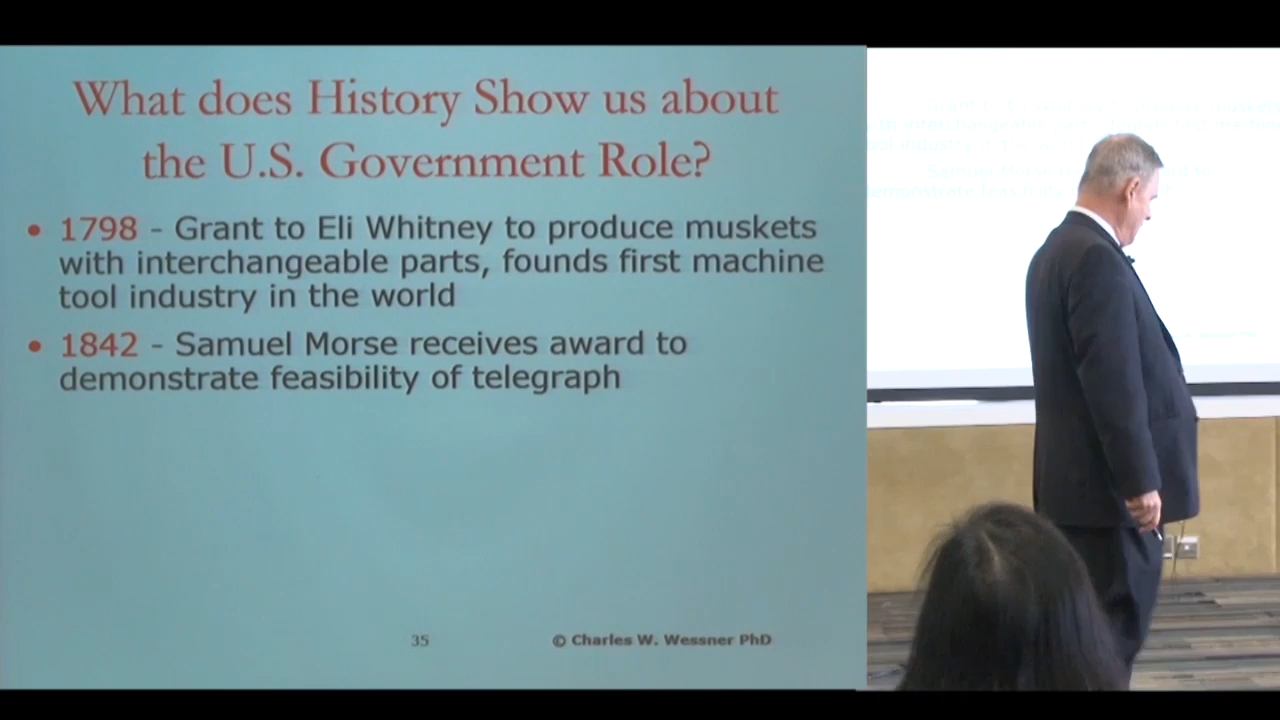 What does History Show us about
the U.S. Government Role?
• 1798 - Grant to Eli Whitney to produce muskets
with interchangeable parts, founds first machine
tool industry in the world
• 1842 - Samuel Morse receives award to
demonstrate feasibility of telegraph
35
© Charles W. Wessner PhD